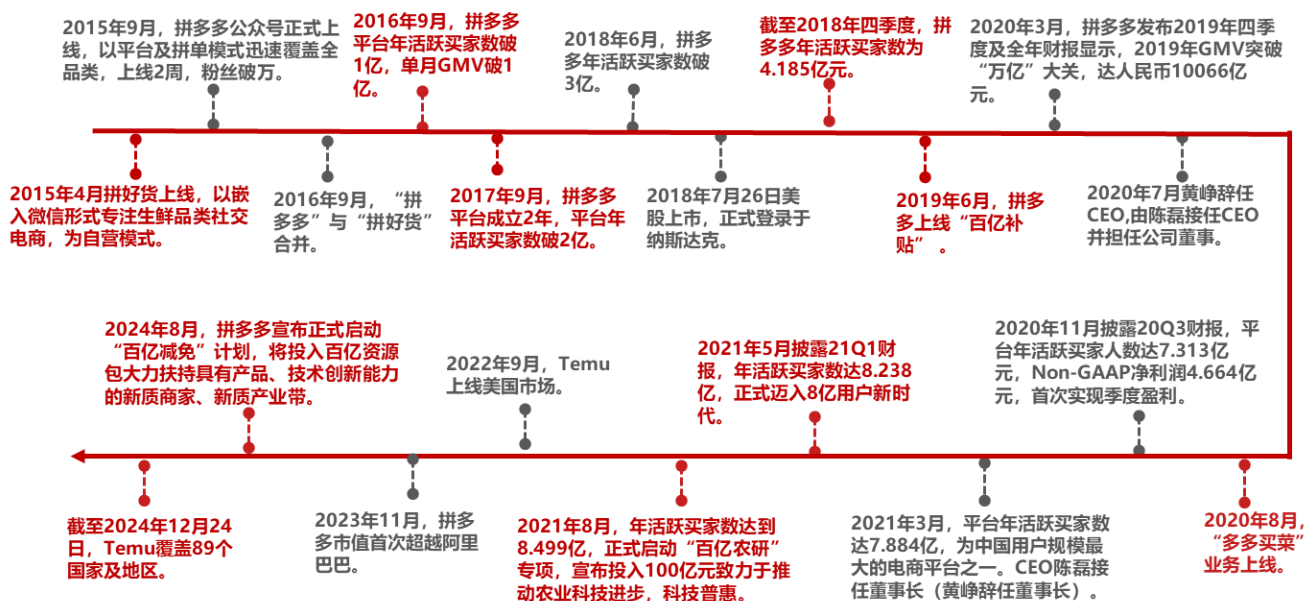 2015年9月，拼多多公众号正式上
线，以平台及拼单模式迅速覆盖全
品类，上线2周，粉丝破万。
2016年9月，拼多多
平台年活跃买家数破
1亿，单月GMV破1
亿。
2018年6月，拼多
多年活跃买家数破
3亿。
截至2018年四季度，拼
多多年活跃买家数为
4.185亿元。
2020年3月，拼多多发布2019年四季
度及全年财报显示，2019年GMV突破
“万亿”大关，达人民币10066亿
元。
2015年4月拼好货上线，以嵌
入微信形式专注生鲜品类社交
电商，为自营模式。
2016年9月，“拼
多多”与“拼好货”
合并。
2017年9月，拼多多
平台成立2年，平台年
活跃买家数破2亿。
2018年7月26日美
股上市，正式登录于
纳斯达克。
2019年6月，拼多
多上线“百亿补
贴”。
2020年7月黄峥辞任
CEO,由陈磊接任CEO
并担任公司董事。
2024年8月，拼多多宣布正式启动
“百亿减免”计划，将投入百亿资源
包大力扶持具有产品、技术创新能力
的新质商家、新质产业带。
2022年9月，Temu
上线美国市场。
2021年5月披露21Q1财
报，年活跃买家数达8.238
亿，正式迈入8亿用户新时
代。
2020年11月披露20Q3财报，平
台年活跃买家人数达7.313亿
元，Non-GAAP净利润4.664亿
元，首次实现季度盈利。
截至2024年12月24
日，Temu覆盖89个
国家及地区。
2023年11月，拼多
多市值首次超越阿里
巴巴。
2021年8月，年活跃买家数达到
8.499亿，正式启动“百亿农研”
专项，宣布投入100亿元致力于推
动农业科技进步，科技普惠。
2021年3月，平台年活跃买家数
达7.884亿，为中国用户规模最
大的电商平台之一。CEO陈磊接
任董事长（黄峥辞任董事长）。
2020年8月，
“多多买菜”
业务上线。